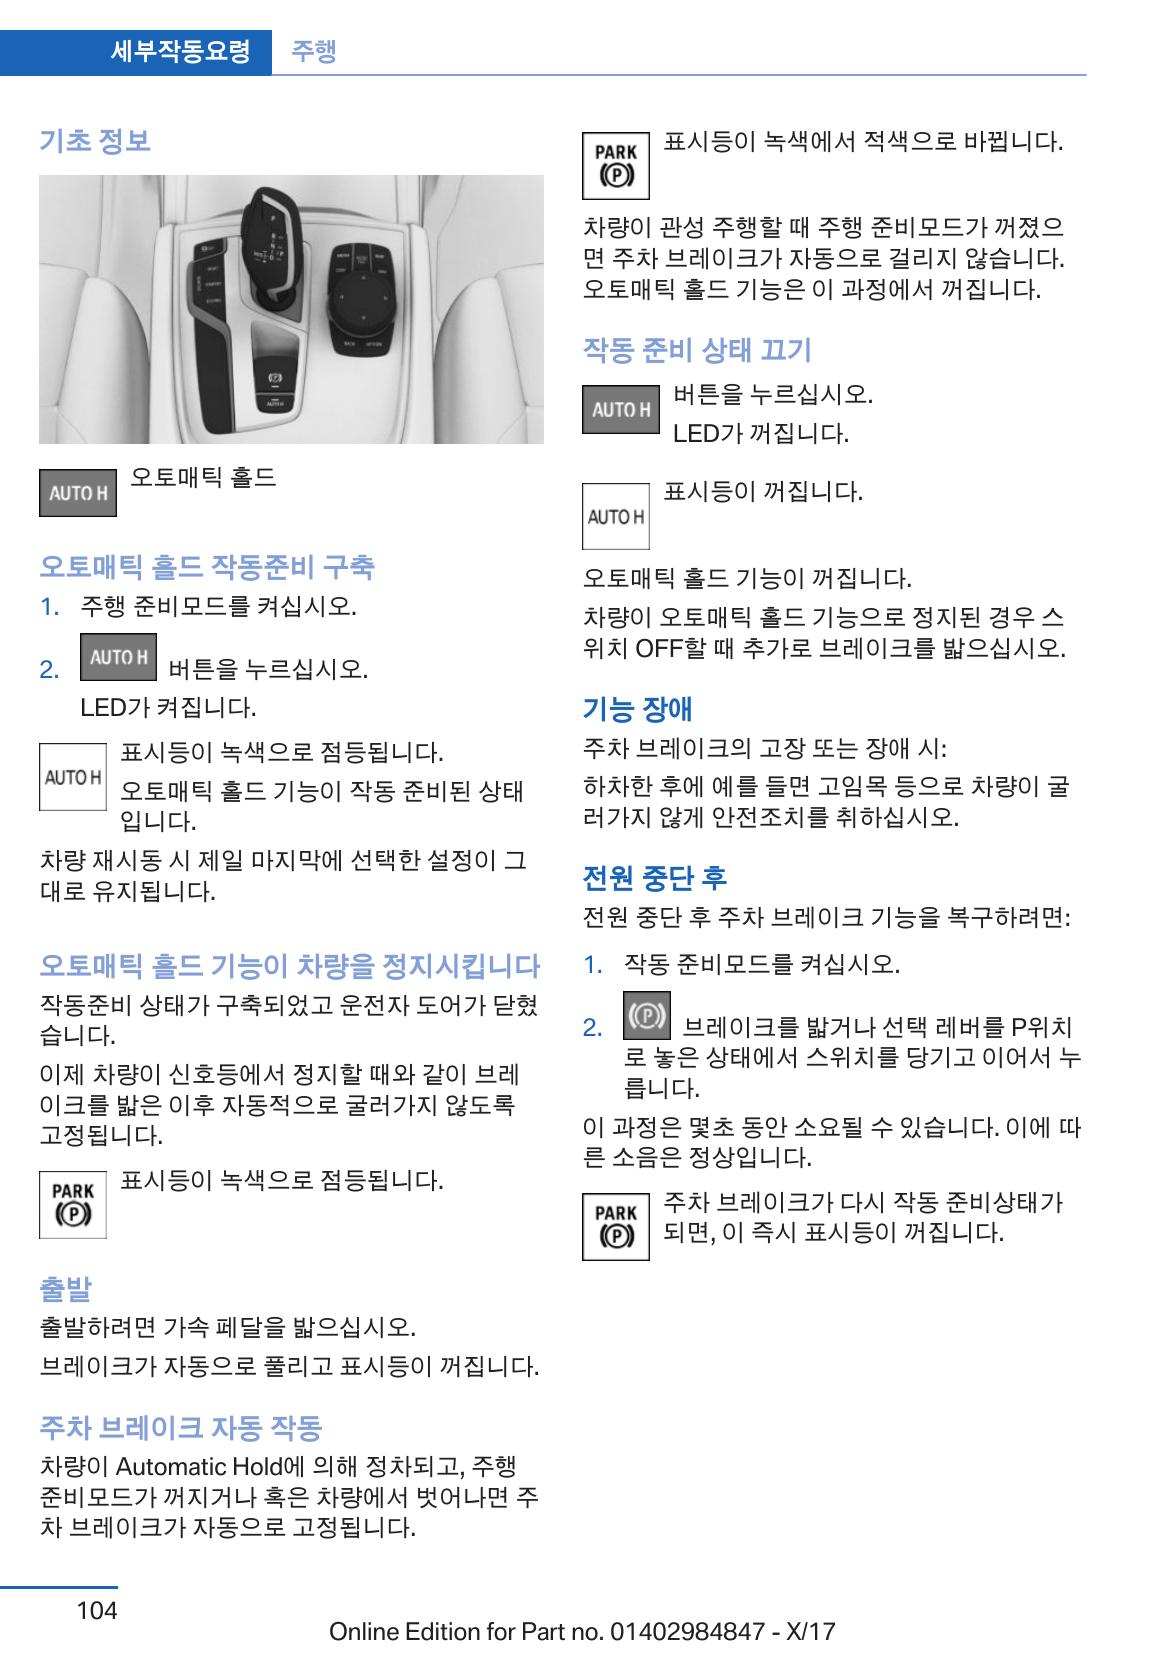 세부작동요령 주행
기초 정보
AUTO H 오토매틱 홀드
오토매틱 홀드 작동준비 구축
1. 주행 준비모드를 켜십시오.
2. AUTO H 버튼을 누르십시오.
LED가 켜집니다.
AUTO H 표시등이 녹색으로 점등됩니다.
오토매틱 홀드 기능이 작동 준비된 상태
입니다.
차량 재시동 시 제일 마지막에 선택한 설정이 그
대로 유지됩니다.
오토매틱 홀드 기능이 차량을 정지시킵니다
작동준비 상태가 구축되었고 운전자 도어가 닫혔
습니다.
이제 차량이 신호등에서 정지할 때와 같이 브레
이크를 밟은 이후 자동적으로 굴러가지 않도록
고정됩니다.
PARK (P) 표시등이 녹색으로 점등됩니다.
출발
출발하려면 가속 페달을 밟으십시오.
브레이크가 자동으로 풀리고 표시등이 꺼집니다.
주차 브레이크 자동 작동
차량이 Automatic Hold에 의해 정차되고, 주행
준비모드가 꺼지거나 혹은 차량에서 벗어나면 주
차 브레이크가 자동으로 고정됩니다.
PARK (P) 표시등이 녹색에서 적색으로 바뀝니다.
차량이 관성 주행할 때 주행 준비모드가 꺼졌으
면 주차 브레이크가 자동으로 걸리지 않습니다.
오토매틱 홀드 기능은 이 과정에서 꺼집니다.
작동 준비 상태 끄기
AUTO H 버튼을 누르십시오.
LED가 꺼집니다.
AUTO H 표시등이 꺼집니다.
오토매틱 홀드 기능이 꺼집니다.
차량이 오토매틱 홀드 기능으로 정지된 경우 스
위치 OFF할 때 추가로 브레이크를 밟으십시오.
기능 장애
주차 브레이크의 고장 또는 장애 시:
하차한 후에 예를 들면 고임목 등으로 차량이 굴
러가지 않게 안전조치를 취하십시오.
전원 중단 후
전원 중단 후 주차 브레이크 기능을 복구하려면:
1. 작동 준비모드를 켜십시오.
2. (P) 브레이크를 밟거나 선택 레버를 P위치
로 놓은 상태에서 스위치를 당기고 이어서 누
릅니다.
이 과정은 몇초 동안 소요될 수 있습니다. 이에 따
른 소음은 정상입니다.
PARK (P) 주차 브레이크가 다시 작동 준비상태가
되면, 이 즉시 표시등이 꺼집니다.
104
Online Edition for Part no. 01402984847 - X/17